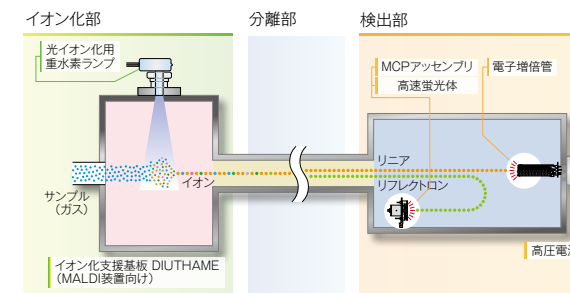 イオン化部
分離部
検出部
光イオン化用
重水素ランプ
MCPアッセンブリ
高速蛍光体
電子増倍管
リニア
イオン
リフレクトロン
サンプル
（ガス）
イオン化支援基板 DIUTHAME
（MALDI装置向け）
高圧電